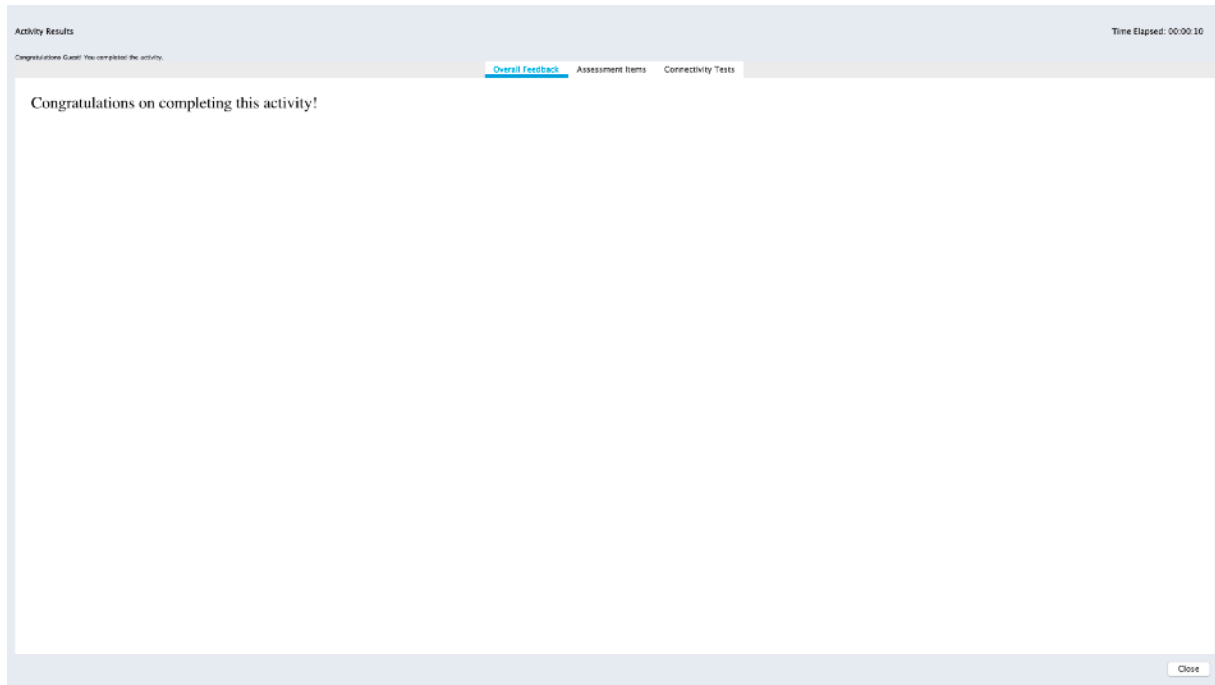 Activity Results
Time Elapsed: 00:00:10
Congratulations Guest! You completed the activity.
Overall Feedback Assessment Items Connectivity Tests
Congratulations on completing this activity!
Close